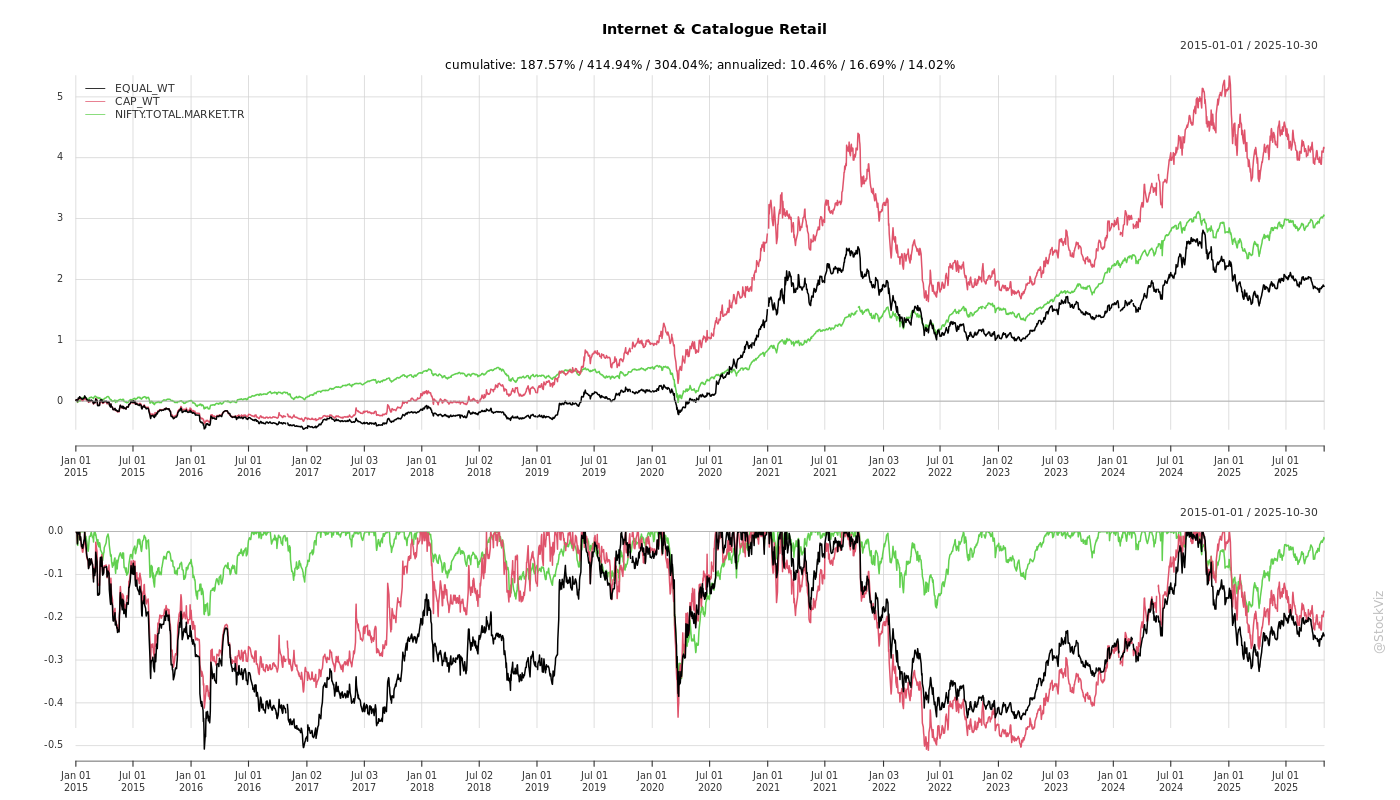 Internet & Catalogue Retail
2015-01-01 / 2025-10-30
cumulative: 187.57% / 414.94% / 304.04%; annualized: 10.46% / 16.69% / 14.02%
EQUAL_WT
CAP_WT
NIFTY.TOTAL.MARKET.TR
5
4
3
2
1
0
Jan 01 Jul 01 Jan 01 Jul 01 Jan 02 Jul 03 Jan 01 Jul 02 Jan 01 Jul 01 Jan 01 Jul 01 Jan 01 Jul 01 Jan 03 Jul 01 Jan 02 Jul 03 Jan 01 Jul 01 Jan 01 Jul 01
2015 2015 2016 2016 2017 2017 2018 2018 2019 2019 2020 2020 2021 2021 2022 2022 2023 2023 2024 2024 2025 2025
2015-01-01 / 2025-10-30
0.0
-0.1
-0.2
-0.3
-0.4
-0.5
Jan 01 Jul 01 Jan 01 Jul 01 Jan 02 Jul 03 Jan 01 Jul 02 Jan 01 Jul 01 Jan 01 Jul 01 Jan 01 Jul 01 Jan 03 Jul 01 Jan 02 Jul 03 Jan 01 Jul 01 Jan 01 Jul 01
2015 2015 2016 2016 2017 2017 2018 2018 2019 2019 2020 2020 2021 2021 2022 2022 2023 2023 2024 2024 2025 2025
@StockViz